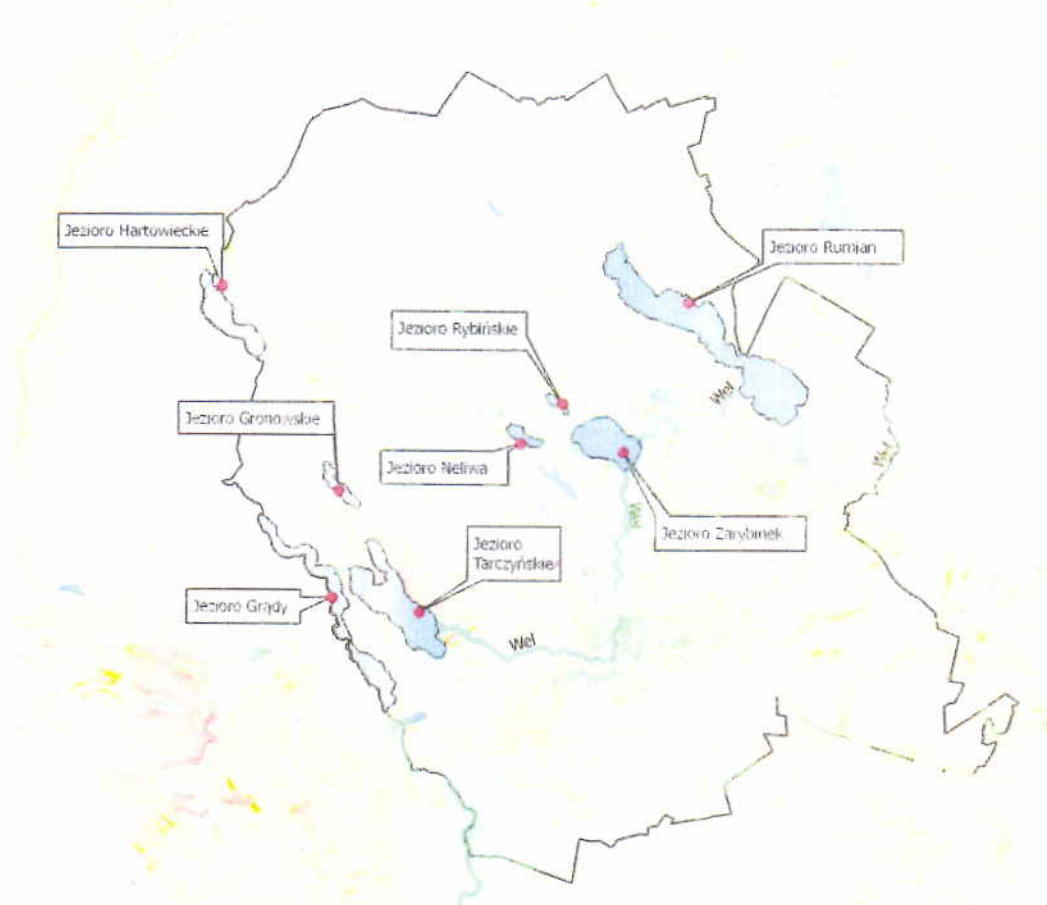 Jezioro Hartowieckie
Jezioro Rumian
Jezioro Rybińskie
Wel
Jezioro Gronowskie
Jezioro Neliwa
Wel
Wel
Jezioro Zarybinek
Jezioro
Tarczyńskie
Jezioro Grądy
Wel